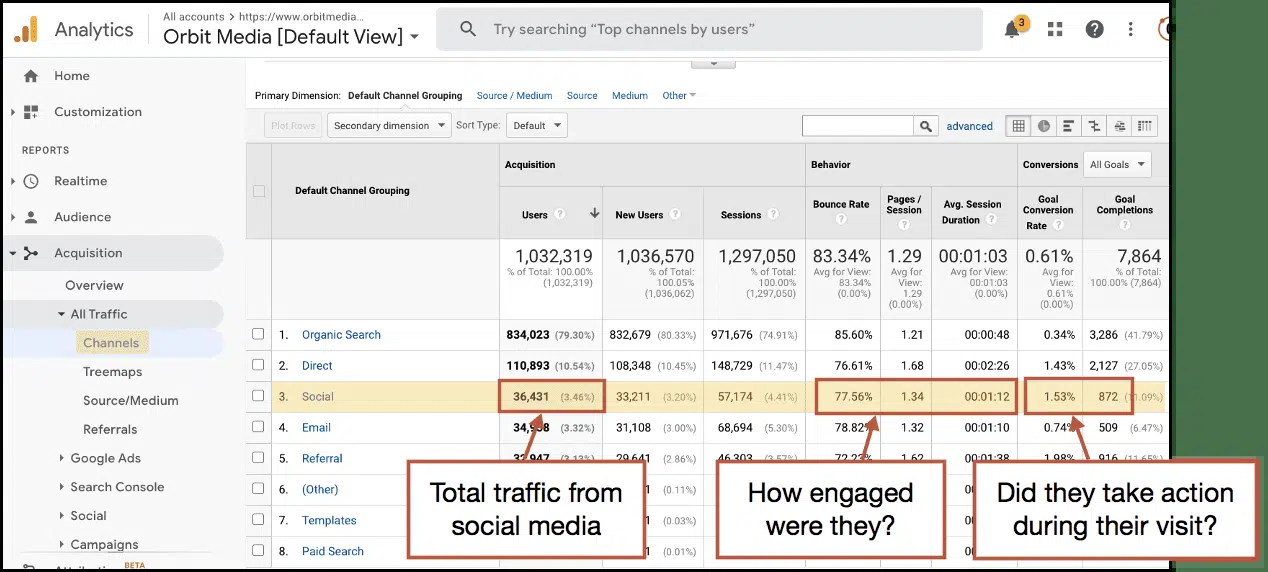 Analytics
All accounts > https://www.orbitmedia...
Orbit Media [Default View]
Try searching “Top channels by users”
3
Home
Customization
REPORTS
Realtime
Audience
Acquisition
Overview
All Traffic
Channels
Treemaps
Source/Medium
Referrals
Google Ads
Search Console
Social
Campaigns
BETA
Primary Dimension: Default Channel Grouping Source / Medium Source Medium Other
Plot Rows Secondary dimension Sort Type: Default advanced
Acquisition Behavior Conversions All Goals
Default Channel Grouping
Users ? New Users ? Sessions ? Bounce Rate ? Pages / Session ? Avg. Session Duration ? Goal Conversion Rate ? Goal Completions ?
1,032,319 1,036,570 1,297,050 83.34% 1.29 00:01:03 0.61% 7,864
% of Total: 100.00% (1,032,319) % of Total: 100.05% (1,036,062) % of Total: 100.00% (1,297,050) Avg for View: 83.34% (0.00%) Avg for View: 1.29 (0.00%) Avg for View: 00:01:03 (0.00%) Avg for View: 0.61% (0.00%) % of Total: 100.00% (7,864)
1. Organic Search 834,023 (79.30%) 832,679 (80.33%) 971,676 (74.91%) 85.60% 1.21 00:00:48 0.34% 3,286 (41.79%)
2. Direct 110,893 (10.54%) 108,348 (10.45%) 148,729 (11.47%) 76.61% 1.68 00:02:26 1.43% 2,127 (27.05%)
3. Social 36,431 (3.46%) 33,211 (3.20%) 57,174 (4.41%) 77.56% 1.34 00:01:12 1.53% 872 (11.09%)
4. Email (3.32%) 31,108 (3.00%) 68,694 (5.30%) 78.82% 1.32 00:01:10 0.74% 509 (6.47%)
5. Referral 32,947 (3.13%) 29,641 (2.86%) 46,303 (3.57%) 72.23% 1.62 00:01:38 1.98% 916 (11.65%)
6. (Other) (0.11%)
7. Templates (0.03%)
8. Paid Search (0.01%)
Total traffic from
social media
How engaged
were they?
Did they take action
during their visit?